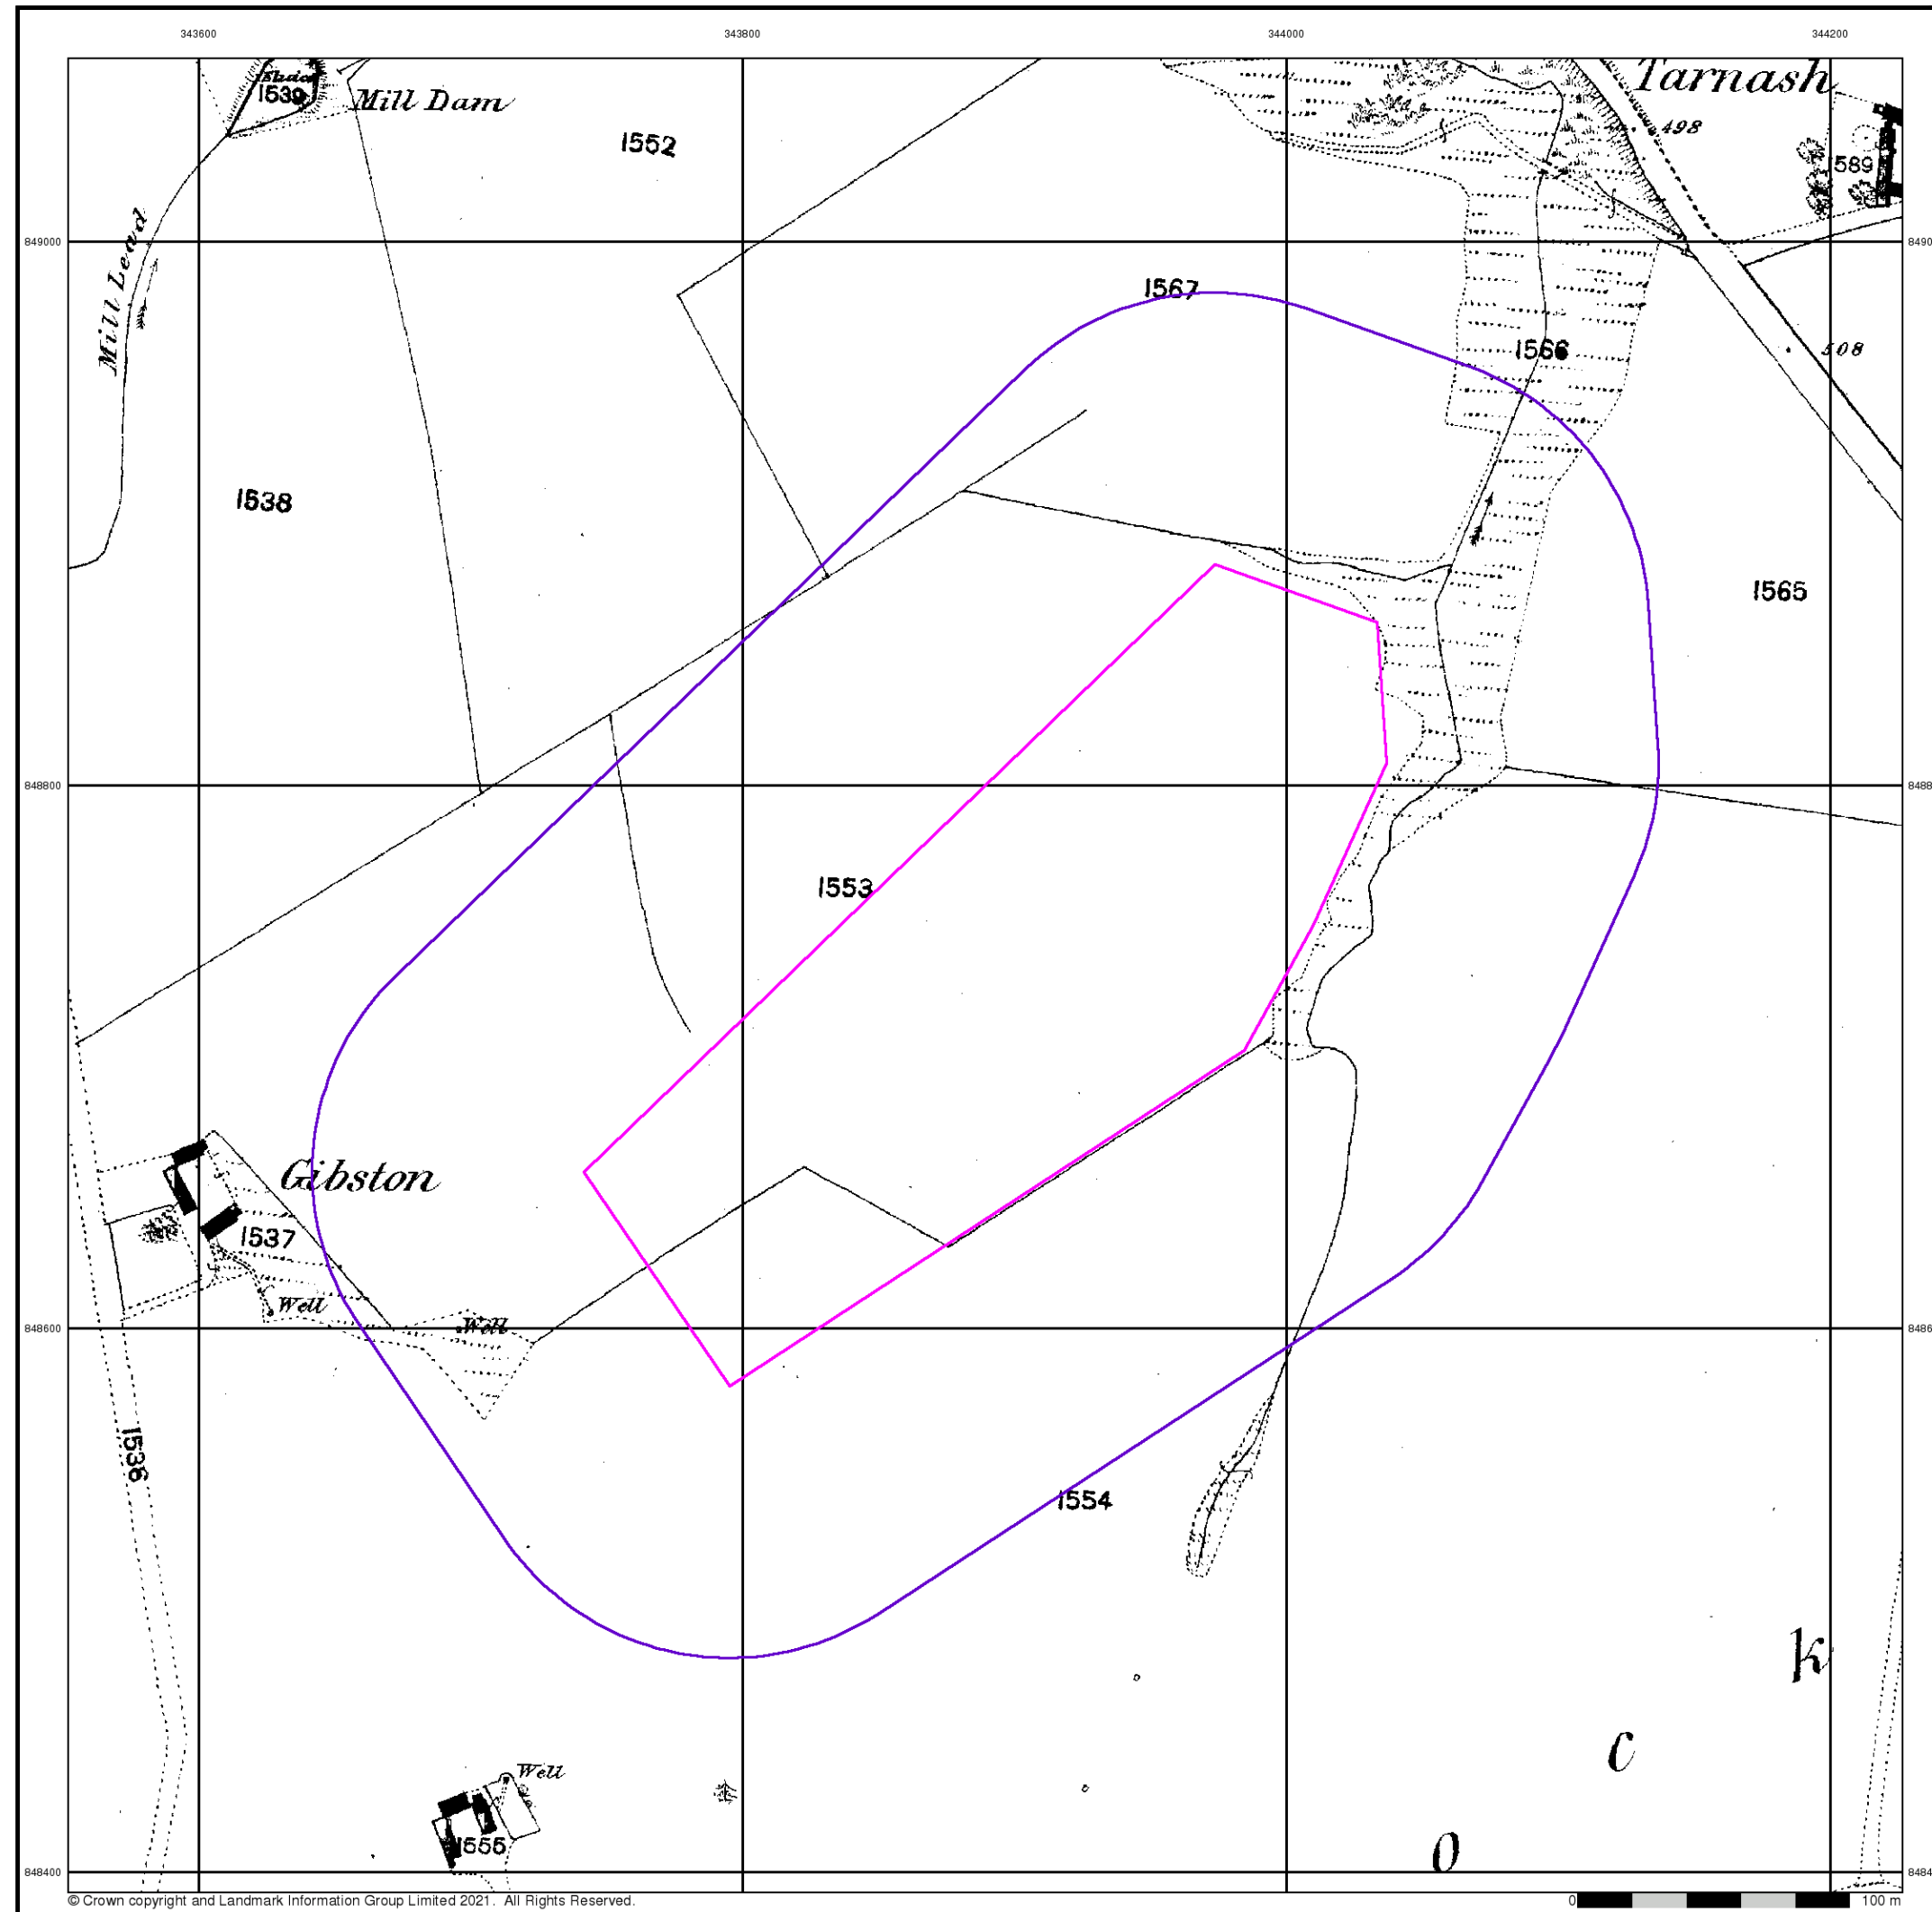 343600 343800 344000 344200
Tarnash
1539
Mill Dam
1552
498
589
Mill Lead
849000
1567
1566
508
1538
1565
848800
1553
Gibston
1537
Well
Well
848600
1536
1554
k
c
Well
o
1555
848400
© Crown copyright and Landmark Information Group Limited 2021. All Rights Reserved.
0 100 m